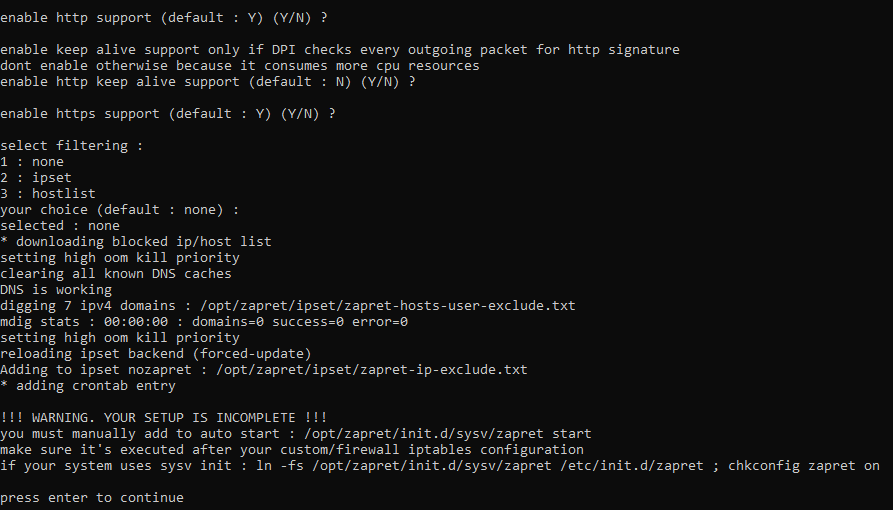 enable http support (default : Y) (Y/N) ?
enable keep alive support only if DPI checks every outgoing packet for http signature
dont enable otherwise because it consumes more cpu resources
enable http keep alive support (default : N) (Y/N) ?
enable https support (default : Y) (Y/N) ?
select filtering :
1 : none
2 : ipset
3 : hostlist
your choice (default : none) :
selected : none
* downloading blocked ip/host list
setting high oom kill priority
clearing all known DNS caches
DNS is working
digging 7 ipv4 domains : /opt/zapret/ipset/zapret-hosts-user-exclude.txt
mdig stats : 00:00:00 : domains=0 success=0 error=0
setting high oom kill priority
reloading ipset backend (forced-update)
Adding to ipset nozapret : /opt/zapret/ipset/zapret-ip-exclude.txt
* adding crontab entry
!!! WARNING. YOUR SETUP IS INCOMPLETE !!!
you must manually add to auto start : /opt/zapret/init.d/sysv/zapret start
make sure it's executed after your custom/firewall iptables configuration
if your system uses sysv init : ln -fs /opt/zapret/init.d/sysv/zapret /etc/init.d/zapret ; chkconfig zapret on
press enter to continue